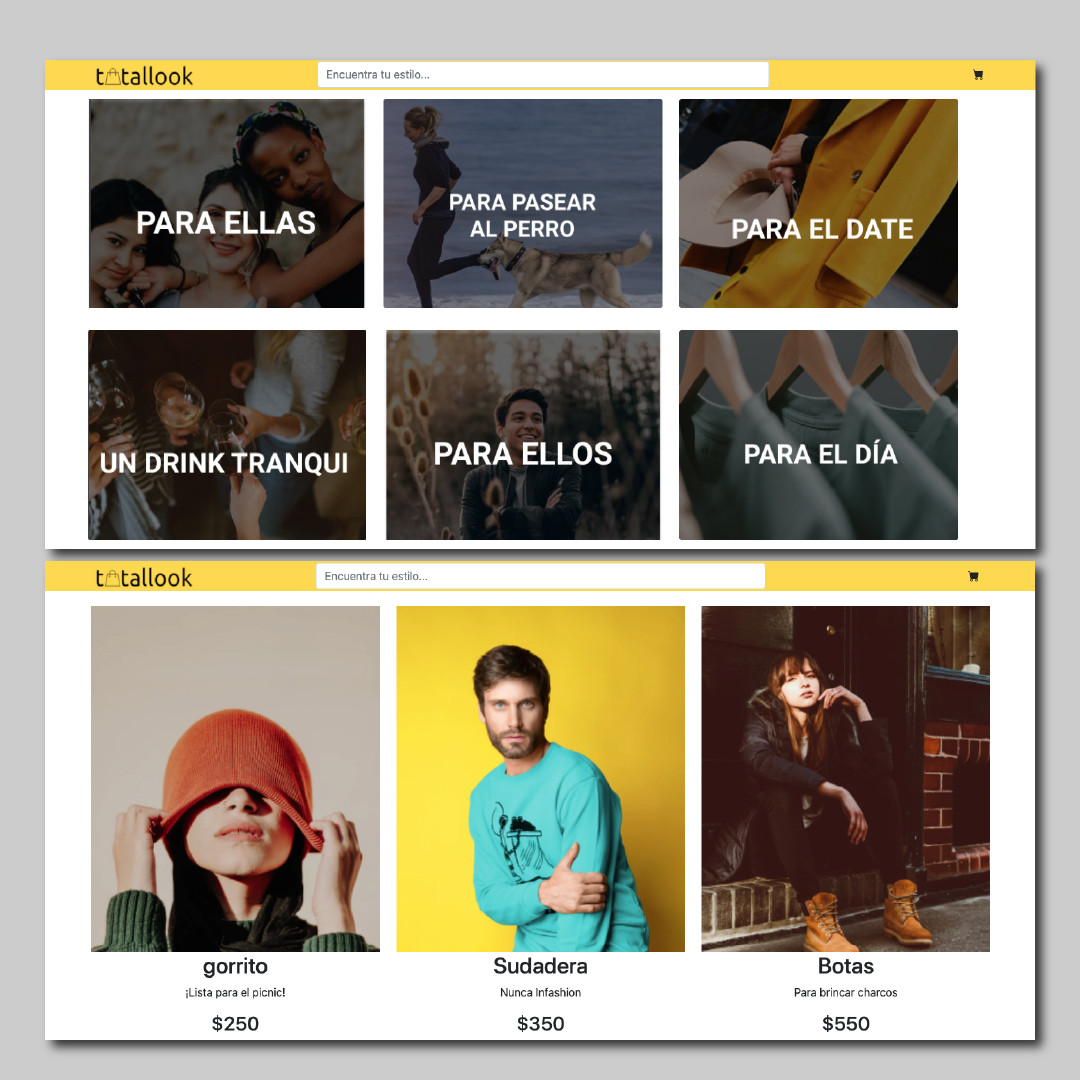 totallook
Encuentra tu estilo...
PARA ELLAS
PARA PASEAR
AL PERRO
PARA EL DATE
UN DRINK TRANQUI
PARA ELLOS
PARA EL DÍA
totallook
Encuentra tu estilo...
gorrito
¡Lista para el picnic!
$250
Sudadera
Nunca Infashion
$350
Botas
Para brincar charcos
$550